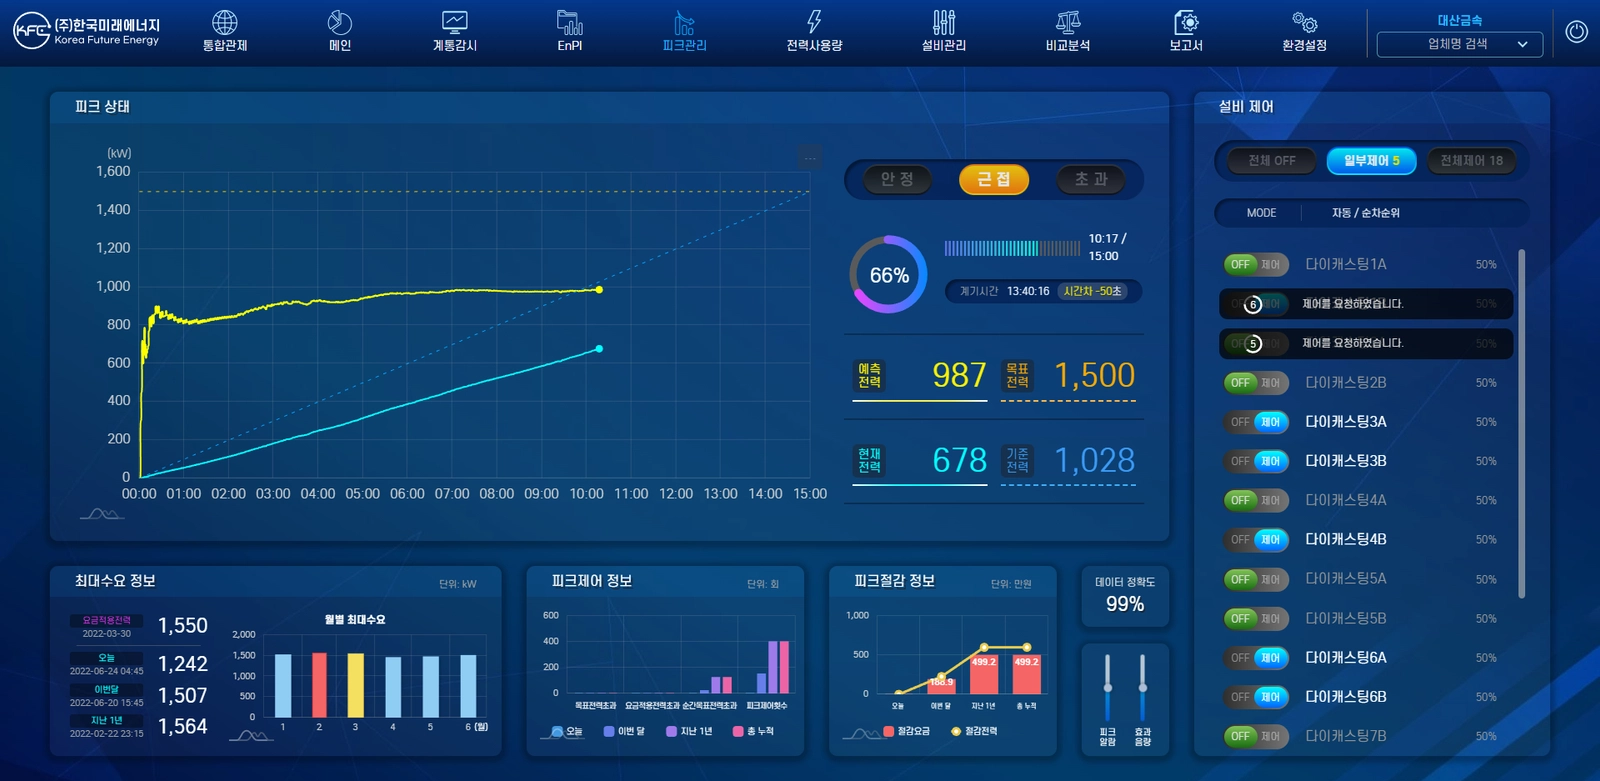 KFE (주)한국미래에너지
Korea Future Energy
통합관제
메인
계통감시
EnPI
피크관리
전력사용량
설비관리
비교분석
보고서
환경설정
대산금속
업체명 검색
피크 상태
(kW)
1,600
1,400
1,200
1,000
800
600
400
200
0
00:00 01:00 02:00 03:00 04:00 05:00 06:00 07:00 08:00 09:00 10:00 11:00 12:00 13:00 14:00 15:00
...
안 정
근 접
초 과
66%
10:17 /
15:00
계기시간 13:40:16 시간차 -50초
예측
전력
987
목표
전력
1,500
현재
전력
678
기준
전력
1,028
설비 제어
전체 OFF
일부제어 5
전체제어 18
MODE 자동 / 순차순위
OFF 제어 다이캐스팅1A 50%
6 제어를 요청하였습니다. 50%
5 제어를 요청하였습니다. 50%
OFF 제어 다이캐스팅2B 50%
OFF 제어 다이캐스팅3A 50%
OFF 제어 다이캐스팅3B 50%
OFF 제어 다이캐스팅4A 50%
OFF 제어 다이캐스팅4B 50%
OFF 제어 다이캐스팅5A 50%
OFF 제어 다이캐스팅5B 50%
OFF 제어 다이캐스팅6A 50%
OFF 제어 다이캐스팅6B 50%
OFF 제어 다이캐스팅7B 50%
최대수요 정보
단위: kW
요금적용전력
2022-03-30
1,550
오늘
2022-06-24 04:45
1,242
이번달
2022-06-20 15:45
1,507
지난 1년
2022-02-22 23:15
1,564
월별 최대수요
2,000
1,500
1,000
500
0
1 2 3 4 5 6 (월)
피크제어 정보
단위: 회
600
400
200
0
목표전력초과 요금적용전력초과 순간목표전력초과 피크제어횟수
오늘 이번 달 지난 1년 총 누적
피크절감 정보
단위: 만원
1,000
500
0
188.9
499.2
499.2
오늘 이번 달 지난 1년 총 누적
절감요금 절감전력
데이터 정확도
99%
피크
알람
효과
음량